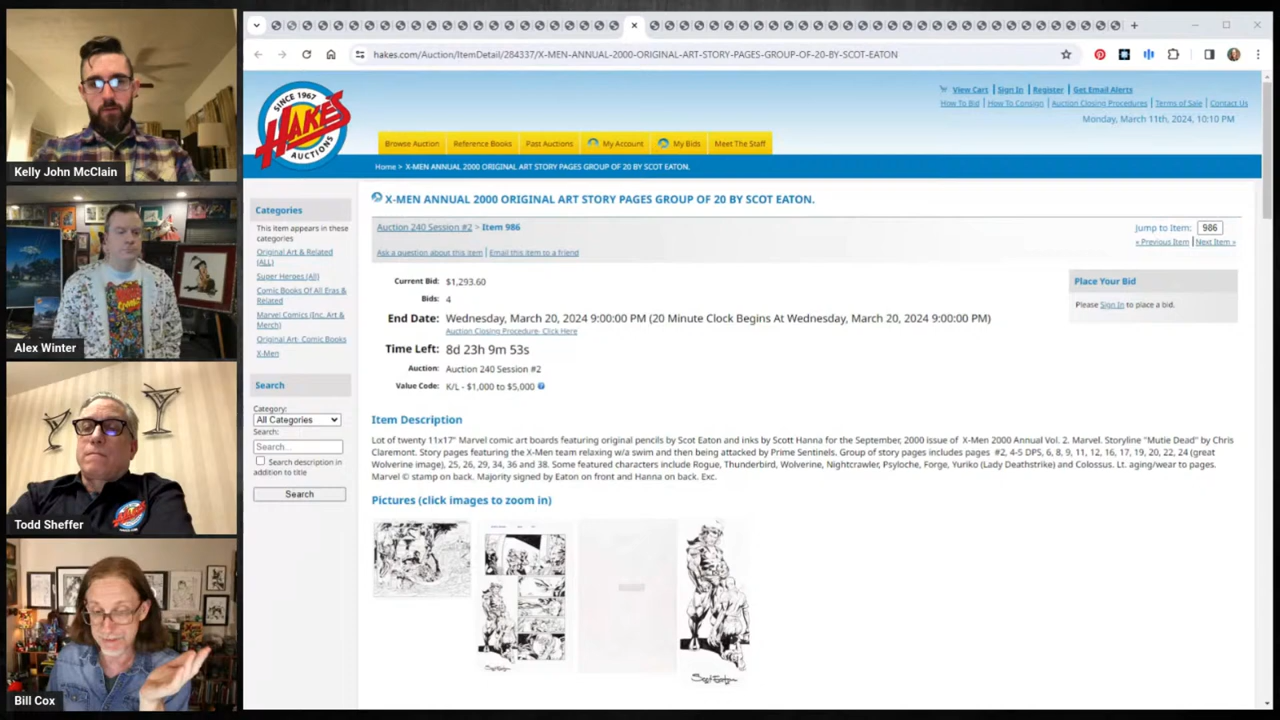 Kelly John McClain
Alex Winter
Todd Sheffer
Bill Cox
hakes.com/Auction/ItemDetail/284337/X-MEN-ANNUAL-2000-ORIGINAL-ART-STORY-PAGES-GROUP-OF-20-BY-SCOT-EATON
SINCE 1967
HAKES
AUCTIONS
View Cart Sign In Register Get Email Alerts
How To Bid How To Consign Auction Closing Procedures Terms of Sale Contact Us
Monday, March 11th, 2024, 10:10 PM
Browse Auction Reference Books Past Auctions My Account My Bids Meet The Staff
Home > X-MEN ANNUAL 2000 ORIGINAL ART STORY PAGES GROUP OF 20 BY SCOT EATON.
Categories
This item appears in these
categories
Original Art & Related
(ALL)
Super Heroes (All)
Comic Books Of All Eras &
Related
Marvel Comics (Inc. Art &
Merch)
Original Art: Comic Books
X-Men
Search
Category:
All Categories
Search:
Search...
Search description in
addition to title
Search
X-MEN ANNUAL 2000 ORIGINAL ART STORY PAGES GROUP OF 20 BY SCOT EATON.
Auction 240 Session #2 > Item 986
Jump to Item: 986
« Previous Item Next Item »
Ask a question about this item Email this item to a friend
Current Bid: $1,293.60
Bids: 4
End Date: Wednesday, March 20, 2024 9:00:00 PM (20 Minute Clock Begins At Wednesday, March 20, 2024 9:00:00 PM)
Auction Closing Procedure- Click Here
Time Left: 8d 23h 9m 53s
Auction: Auction 240 Session #2
Value Code: K/L - $1,000 to $5,000
Place Your Bid
Please Sign In to place a bid.
Item Description
Lot of twenty 11x17" Marvel comic art boards featuring original pencils by Scot Eaton and inks by Scott Hanna for the September, 2000 issue of X-Men 2000 Annual Vol. 2. Marvel. Storyline "Mutie Dead" by Chris
Claremont. Story pages featuring the X-Men team relaxing w/a swim and then being attacked by Prime Sentinels. Group of story pages includes pages #2, 4-5 DPS, 6, 8, 9, 11, 12, 16, 17, 19, 20, 22, 24 (great
Wolverine image), 25, 26, 29, 34, 36 and 38. Some featured characters include Rogue, Thunderbird, Wolverine, Nightcrawler, Psyloche, Forge, Yuriko (Lady Deathstrike) and Colossus. Lt. aging/wear to pages.
Marvel © stamp on back. Majority signed by Eaton on front and Hanna on back. Exc.
Pictures (click images to zoom in)